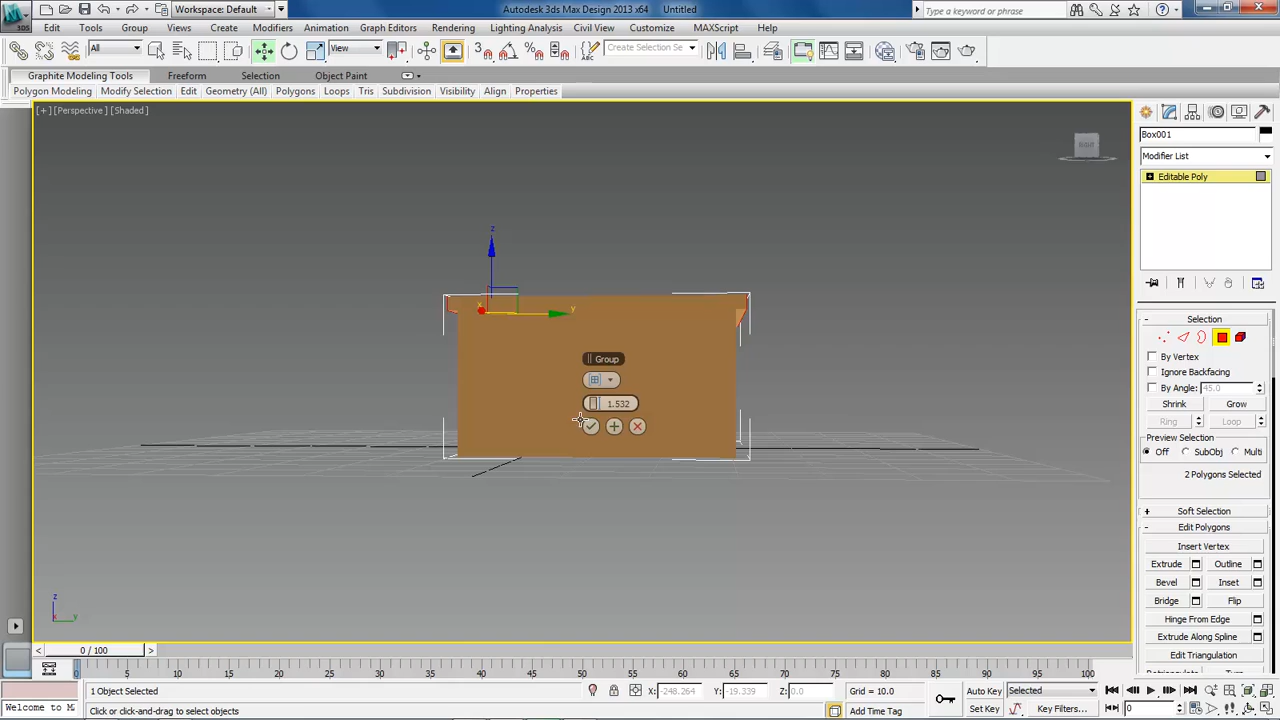 Workspace: Default
Autodesk 3ds Max Design 2013 x64
Untitled
Type a keyword or phrase
Edit
Tools
Group
Views
Create
Modifiers
Animation
Graph Editors
Rendering
Lighting Analysis
Civil View
Customize
MAXScript
Help
All
View
Create Selection Se
Graphite Modeling Tools
Freeform
Selection
Object Paint
Polygon Modeling
Modify Selection
Edit
Geometry (All)
Polygons
Loops
Tris
Subdivision
Visibility
Align
Properties
[+] [Perspective] [Shaded]
Box001
Modifier List
Editable Poly
z
x
y
Group
1.532
Selection
By Vertex
Ignore Backfacing
By Angle: 45.0
Shrink
Grow
Ring
Loop
Preview Selection
Off
SubObj
Multi
2 Polygons Selected
Soft Selection
Edit Polygons
Insert Vertex
Extrude
Outline
Bevel
Inset
Bridge
Flip
Hinge From Edge
Extrude Along Spline
Edit Triangulation
z
y
0 / 100
0 5 10 15 20 25 30 35 40 45 50 55 60 65 70 75 80 85 90 95 100
Welcome to M
1 Object Selected
Click or click-and-drag to select objects
X: -248.264
Y: -19.339
Z: 0.0
Grid = 10.0
Add Time Tag
Auto Key
Selected
Set Key
Key Filters...
0